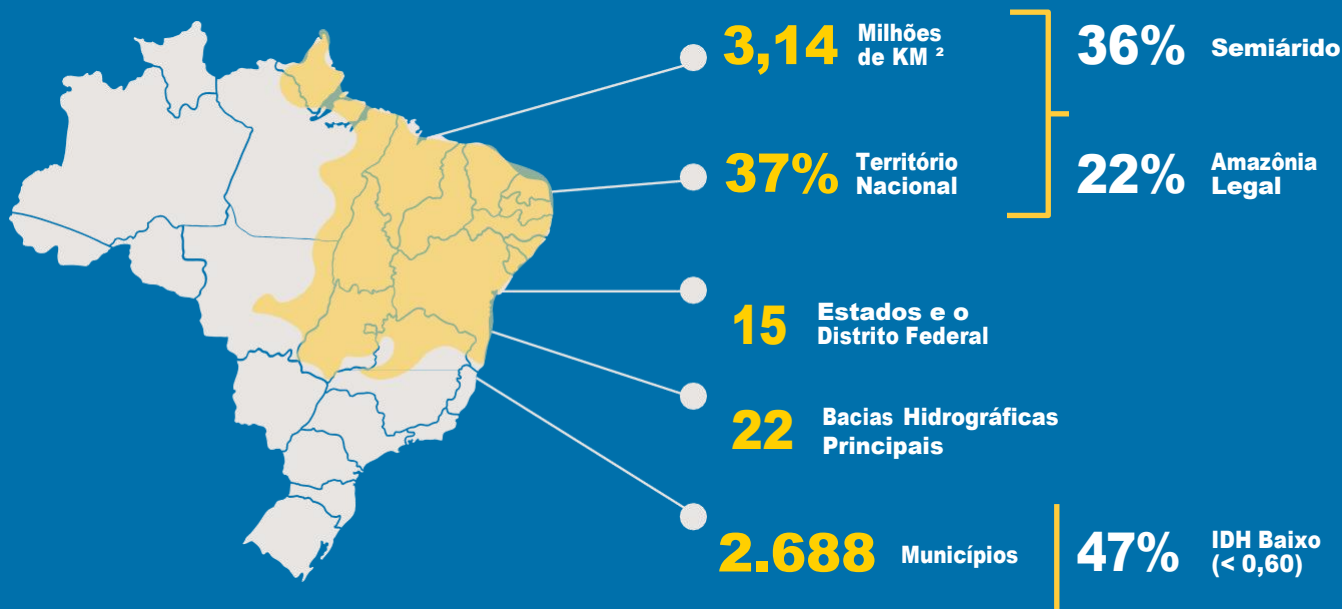 3,14 Milhões
de KM ²
36% Semiárido
37% Território
Nacional
22% Amazônia
Legal
15 Estados e o
Distrito Federal
22 Bacias Hidrográficas
Principais
2.688 Municípios
47% IDH Baixo
(< 0,60)